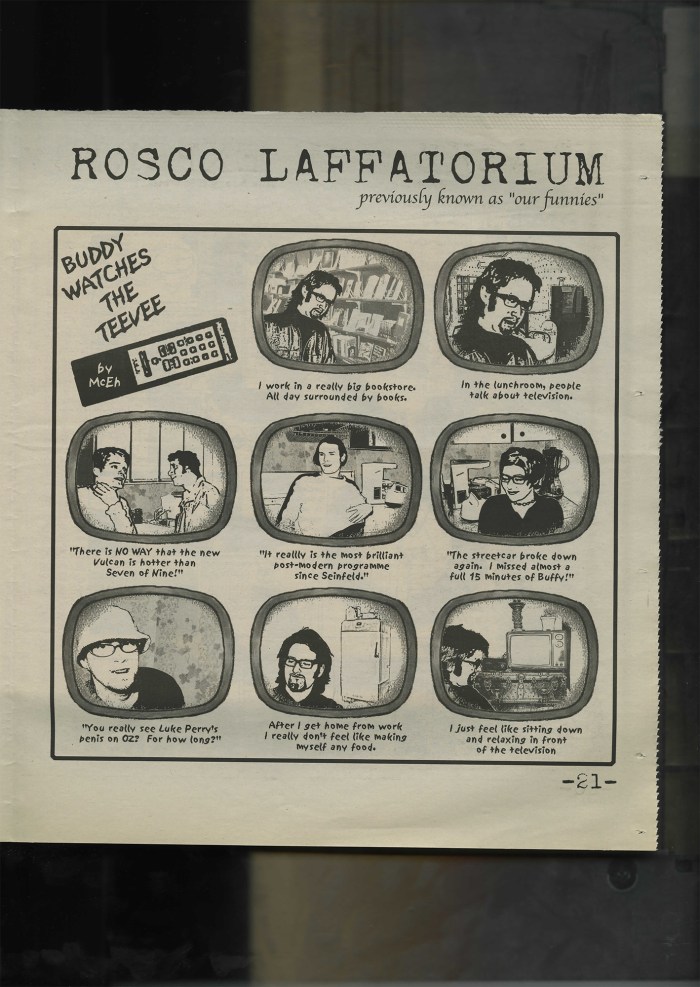 ROSCO LAFFATORIUM
previously known as "our funnies"
BUDDY
WATCHES
THE
TEEVEE
by
McEh
I work in a really big bookstore.
All day surrounded by books.
In the lunchroom, people
talk about television.
"There is NO WAY that the new
Vulcan is hotter than
Seven of Nine!"
"It reallly is the most brilliant
post-modern programme
since Seinfeld."
"The streetcar broke down
again. I missed almost a
full 15 minutes of Buffy!"
"You really see Luke Perry's
penis on OZ? For how long?"
After I get home from work
I really don't feel like making
myself any food.
I just feel like sitting down
and relaxing in front
of the television
-21-